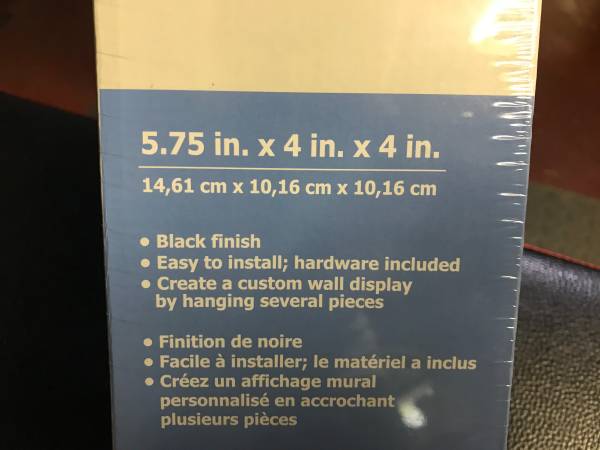 5.75 in. x 4 in. x 4 in.
14,61 cm x 10,16 cm x 10,16 cm
• Black finish
• Easy to install; hardware included
• Create a custom wall display
by hanging several pieces
• Finition de noire
• Facile à installer; le matériel a inclus
• Créez un affichage mural
personnalisé en accrochant
plusieurs pièces